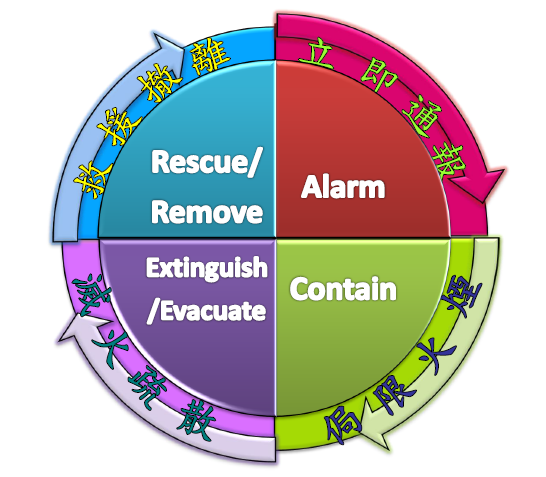 救援撤離
Rescue/
Remove
立即通報
Alarm
侷限火煙
Contain
滅火疏散
Extinguish
/Evacuate